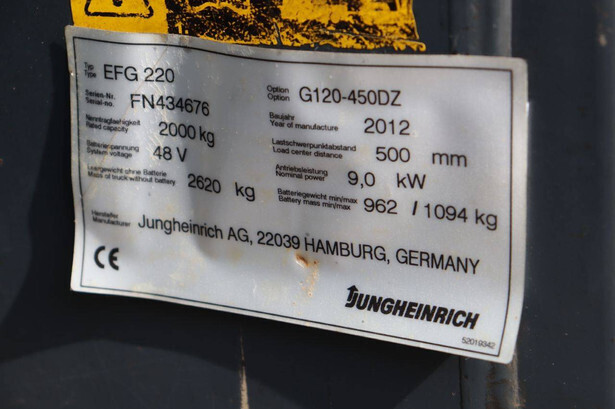 Typ EFG 220 Option G120-450DZ
Type Option
Serien-Nr. FN434676 Baujahr 2012
Serial-no. Year of manufacture
Nenntragfaehigkeit 2000 kg Lastschwerpunktabstand 500 mm
Rated capacity Load center distance
Batteriespannung 48 V Antriebsleistung 9,0 kW
System voltage Nominal power
Leergewicht ohne Batterie 2620 kg Batteriegewicht min/max 962 / 1094 kg
Mass of truck without battery Battery mass min/max
Hersteller Jungheinrich AG, 22039 HAMBURG, GERMANY
Manufacturer
CE
JUNGHEINRICH
52019342